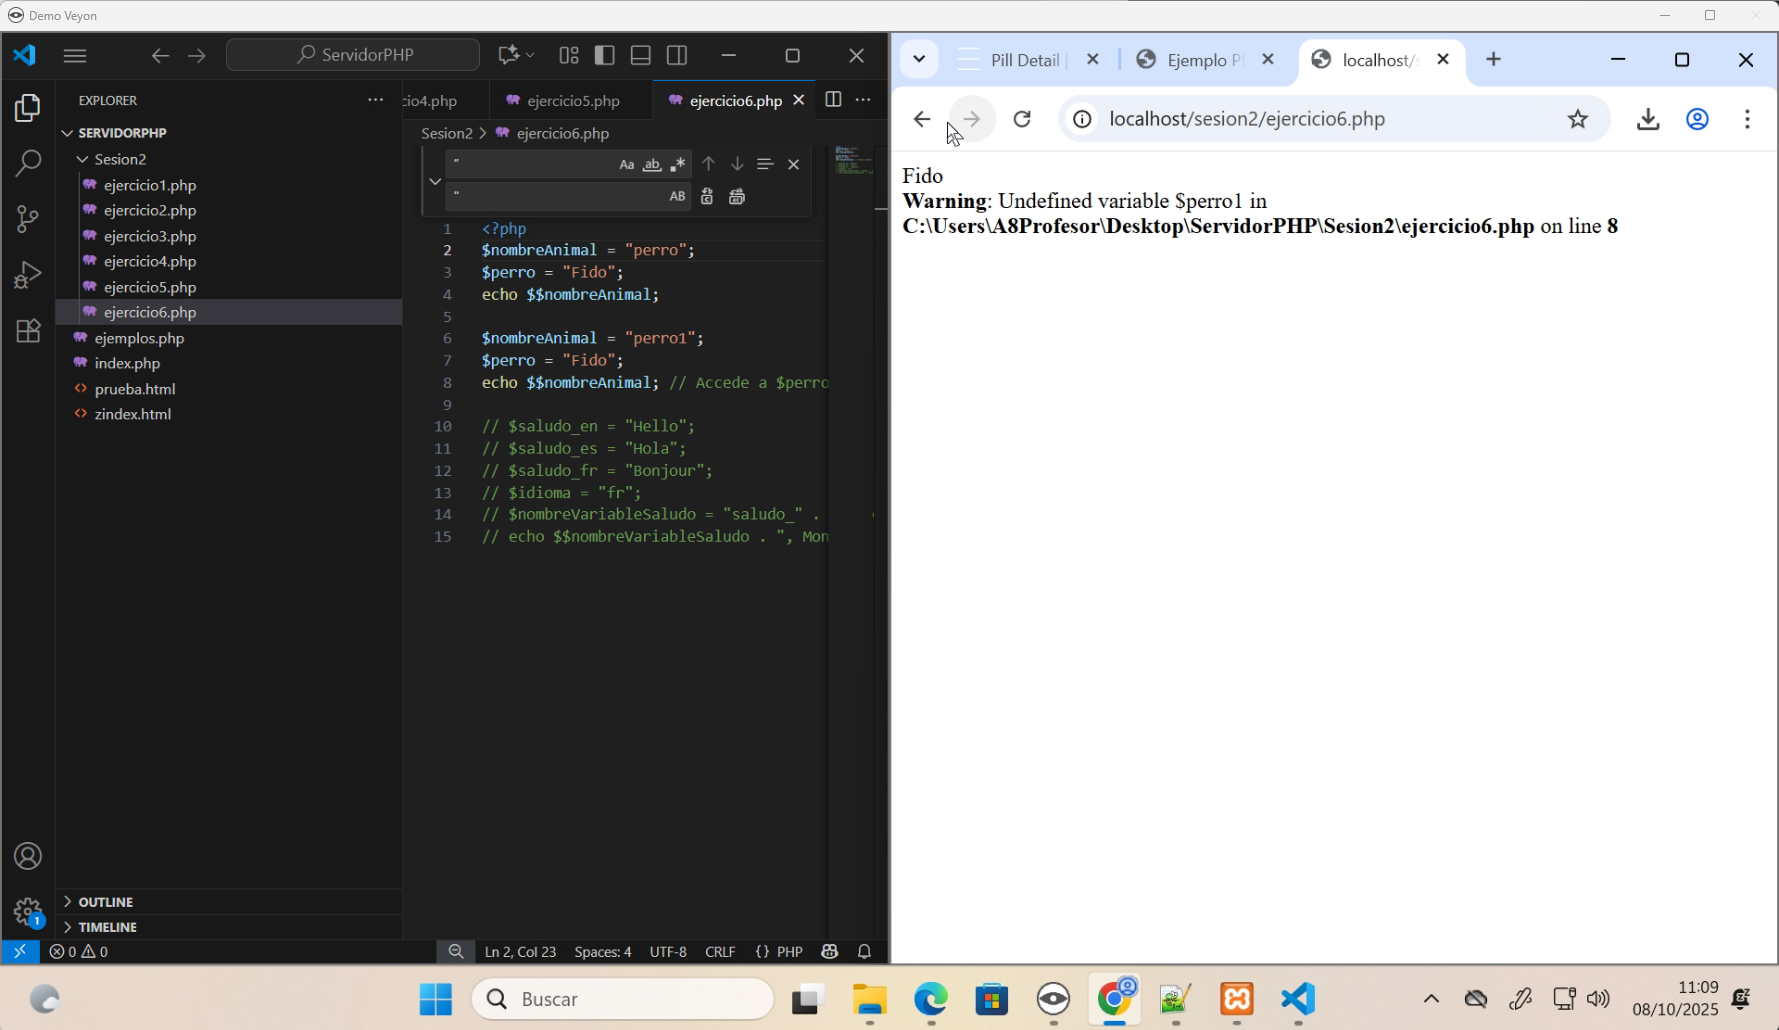 Demo Veyon
ServidorPHP
EXPLORER
SERVIDORPHP
Sesion2
ejercicio1.php
ejercicio2.php
ejercicio3.php
ejercicio4.php
ejercicio5.php
ejercicio6.php
ejemplos.php
index.php
prueba.html
zindex.html
OUTLINE
TIMELINE
cio4.php
ejercicio5.php
ejercicio6.php
Sesion2 > ejercicio6.php
" Aa ab .*
" AB
1 <?php
2 $nombreAnimal = "perro";
3 $perro = "Fido";
4 echo $$nombreAnimal;
5
6 $nombreAnimal = "perro1";
7 $perro = "Fido";
8 echo $$nombreAnimal; // Accede a $perro
9
10 // $saludo_en = "Hello";
11 // $saludo_es = "Hola";
12 // $saludo_fr = "Bonjour";
13 // $idioma = "fr";
14 // $nombreVariableSaludo = "saludo_" .
15 // echo $$nombreVariableSaludo . ", Mon
1
0 0
Ln 2, Col 23 Spaces: 4 UTF-8 CRLF {} PHP
Pill Detail
Ejemplo P
localhost/
localhost/sesion2/ejercicio6.php
Fido
Warning: Undefined variable $perro1 in
C:\Users\A8Profesor\Desktop\ServidorPHP\Sesion2\ejercicio6.php on line 8
Buscar
11:09
08/10/2025